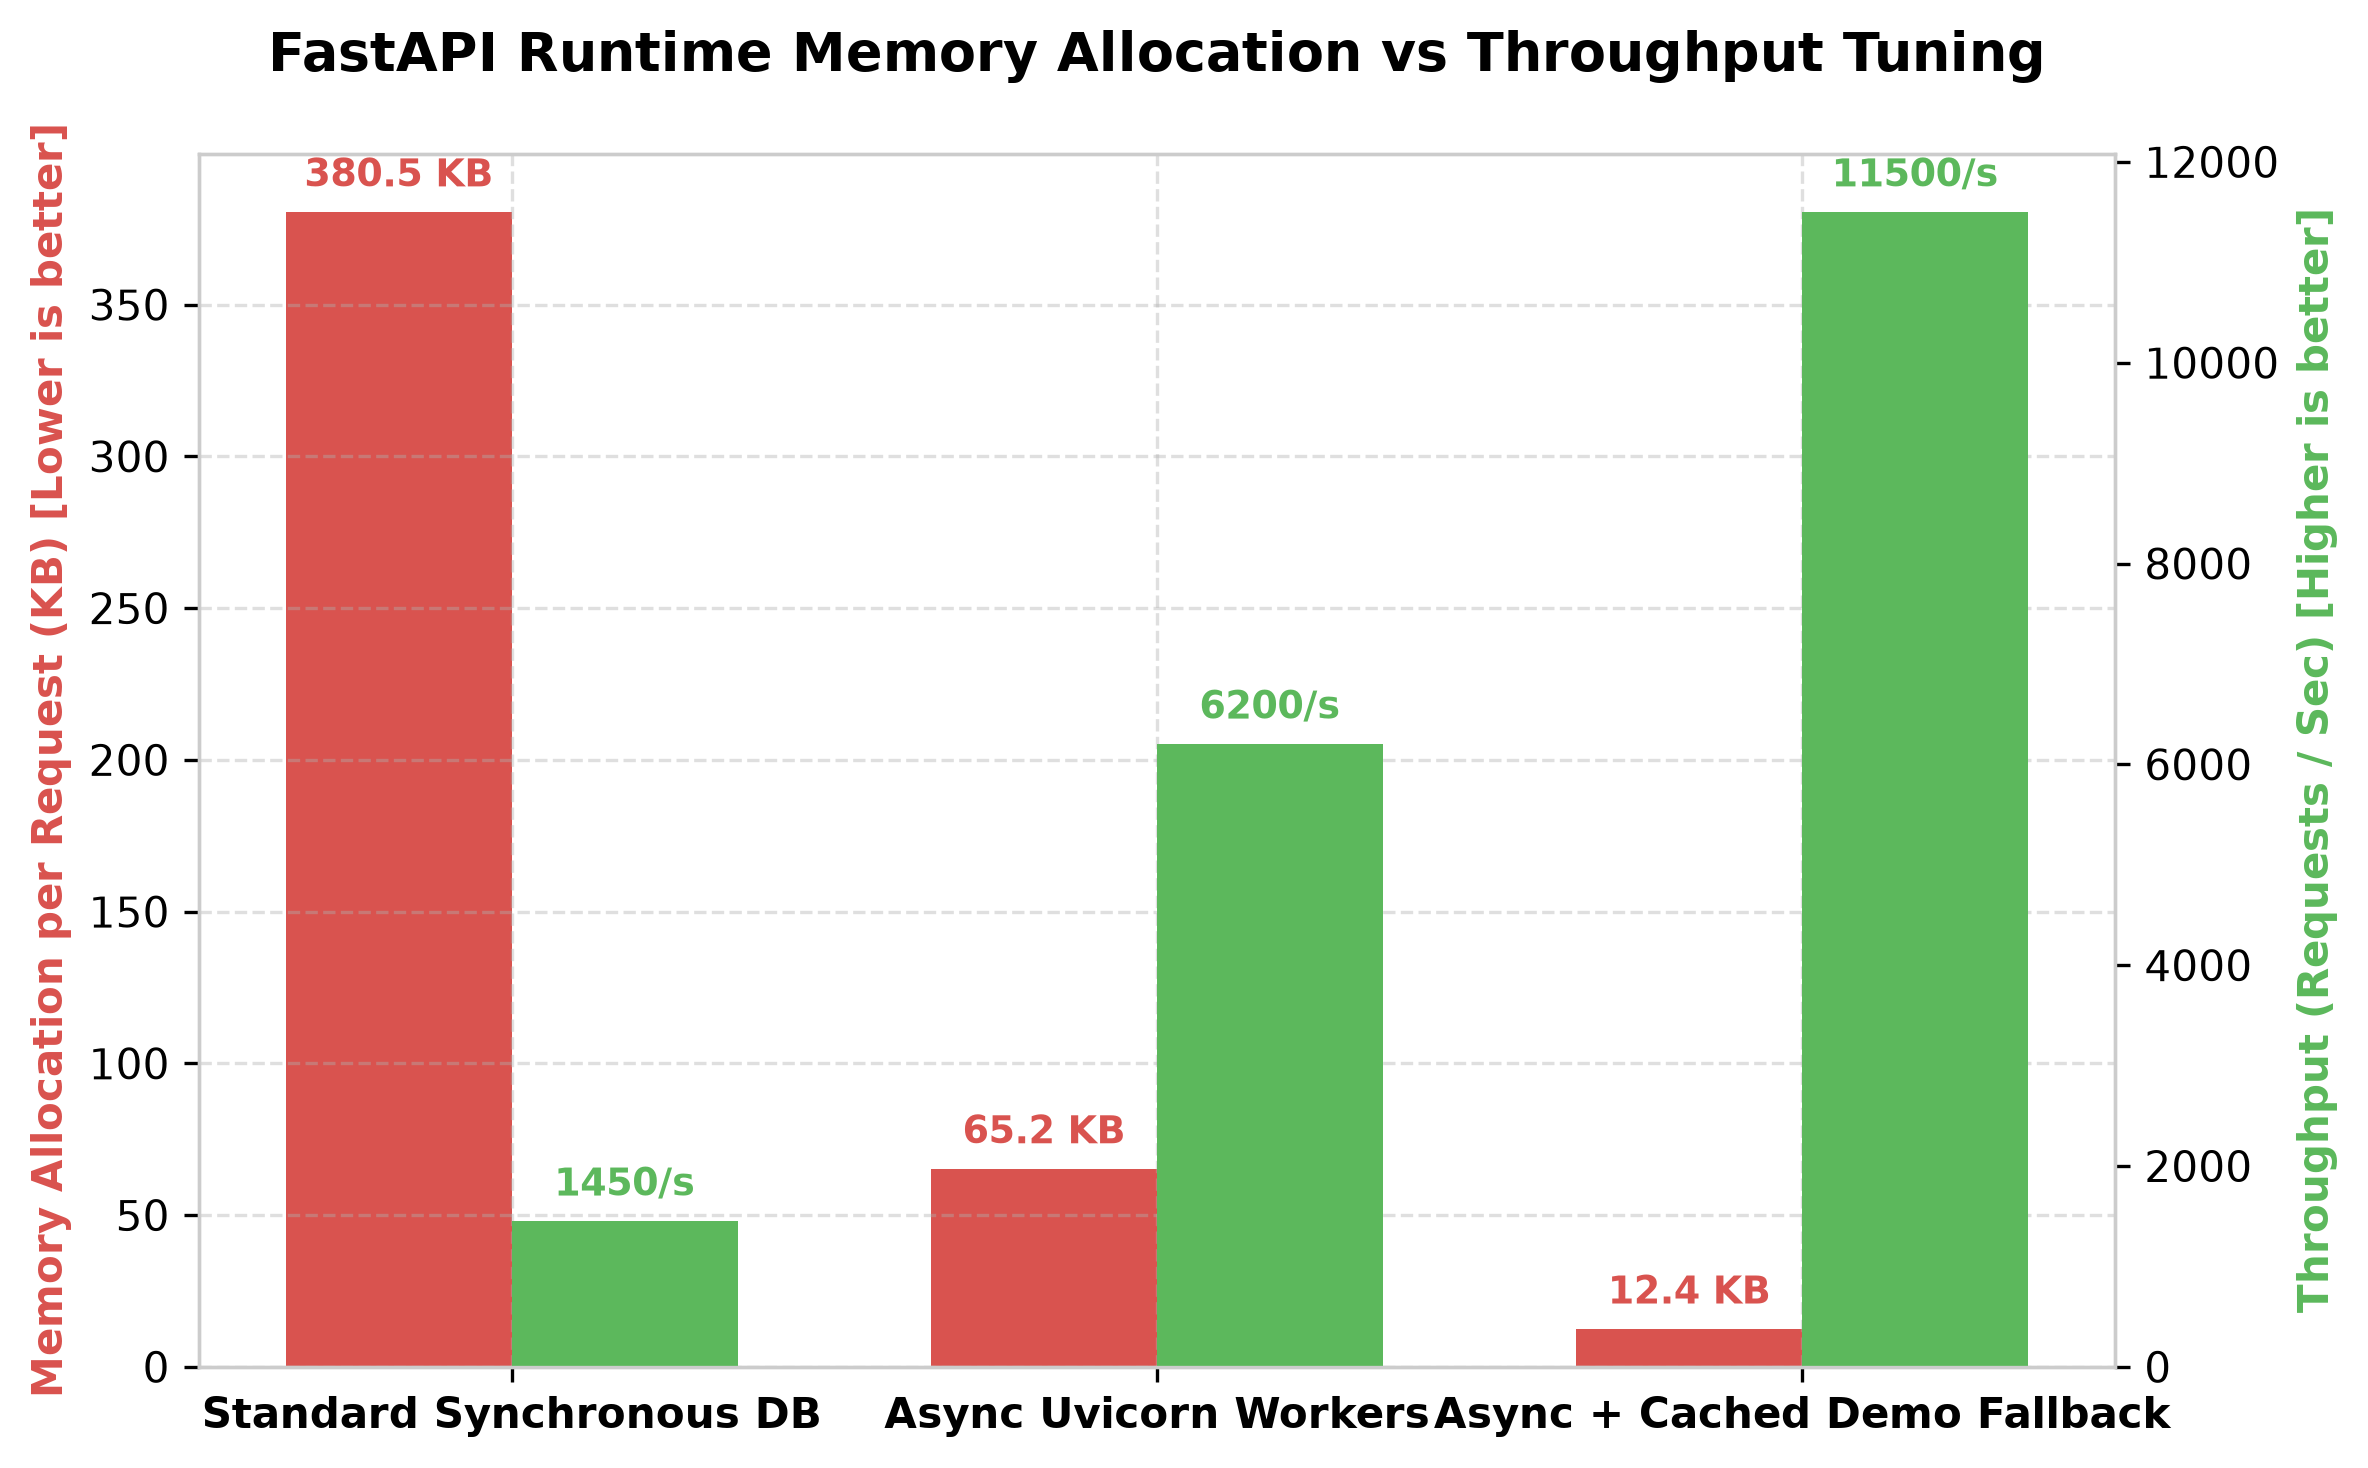 FastAPI Runtime Memory Allocation vs Throughput Tuning
Memory Allocation per Request (KB) [Lower is better]
350
300
250
200
150
100
50
0
380.5 KB
1450/s
65.2 KB
6200/s
12.4 KB
11500/s
12000
10000
8000
6000
4000
2000
0
Throughput (Requests / Sec) [Higher is better]
Standard Synchronous DB
Async Uvicorn Workers
Async + Cached Demo Fallback